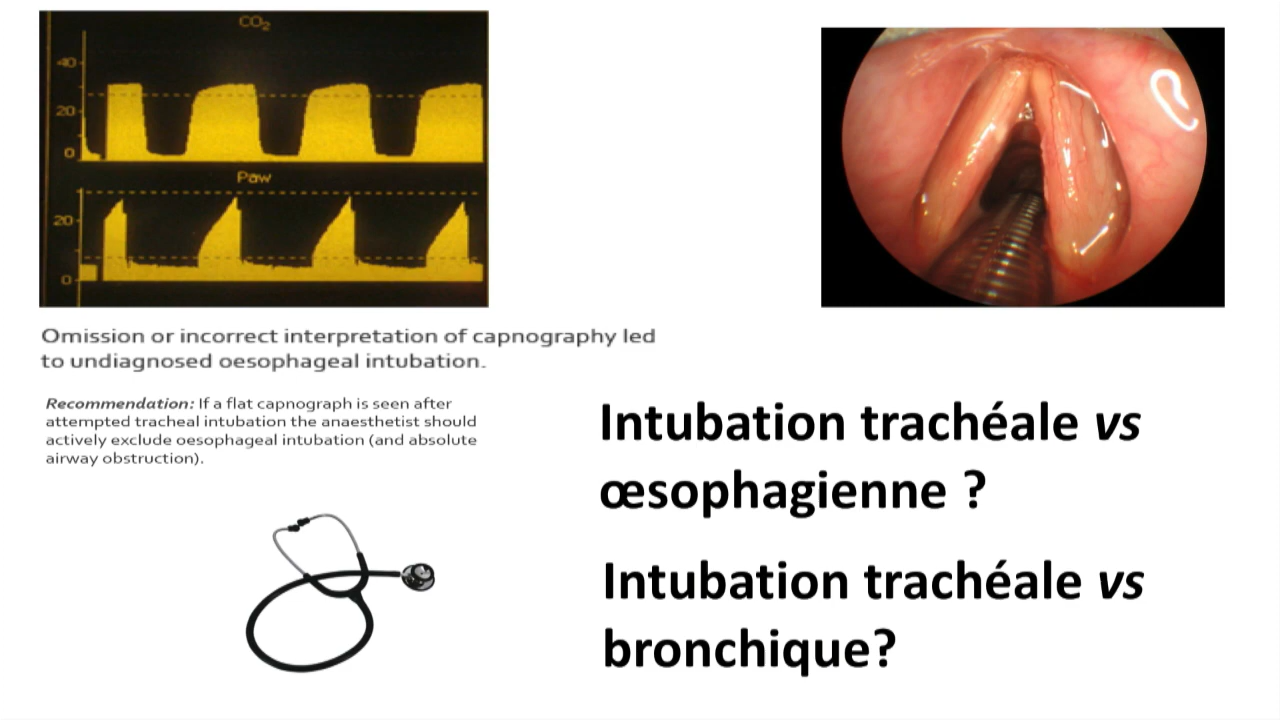 CO₂
40
20
0
Paw
20
0
Omission or incorrect interpretation of capnography led
to undiagnosed oesophageal intubation.
Recommendation: If a flat capnograph is seen after
attempted tracheal intubation the anaesthetist should
actively exclude oesophageal intubation (and absolute
airway obstruction).
Intubation trachéale vs
œsophagienne ?
Intubation trachéale vs
bronchique?